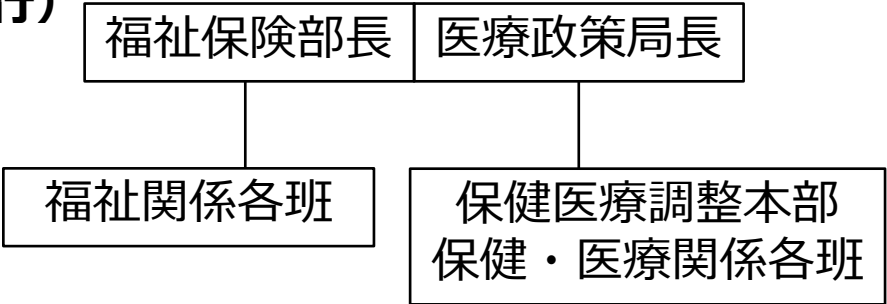 行）
福祉保険部長 医療政策局長
福祉関係各班
保健医療調整本部
保健・医療関係各班